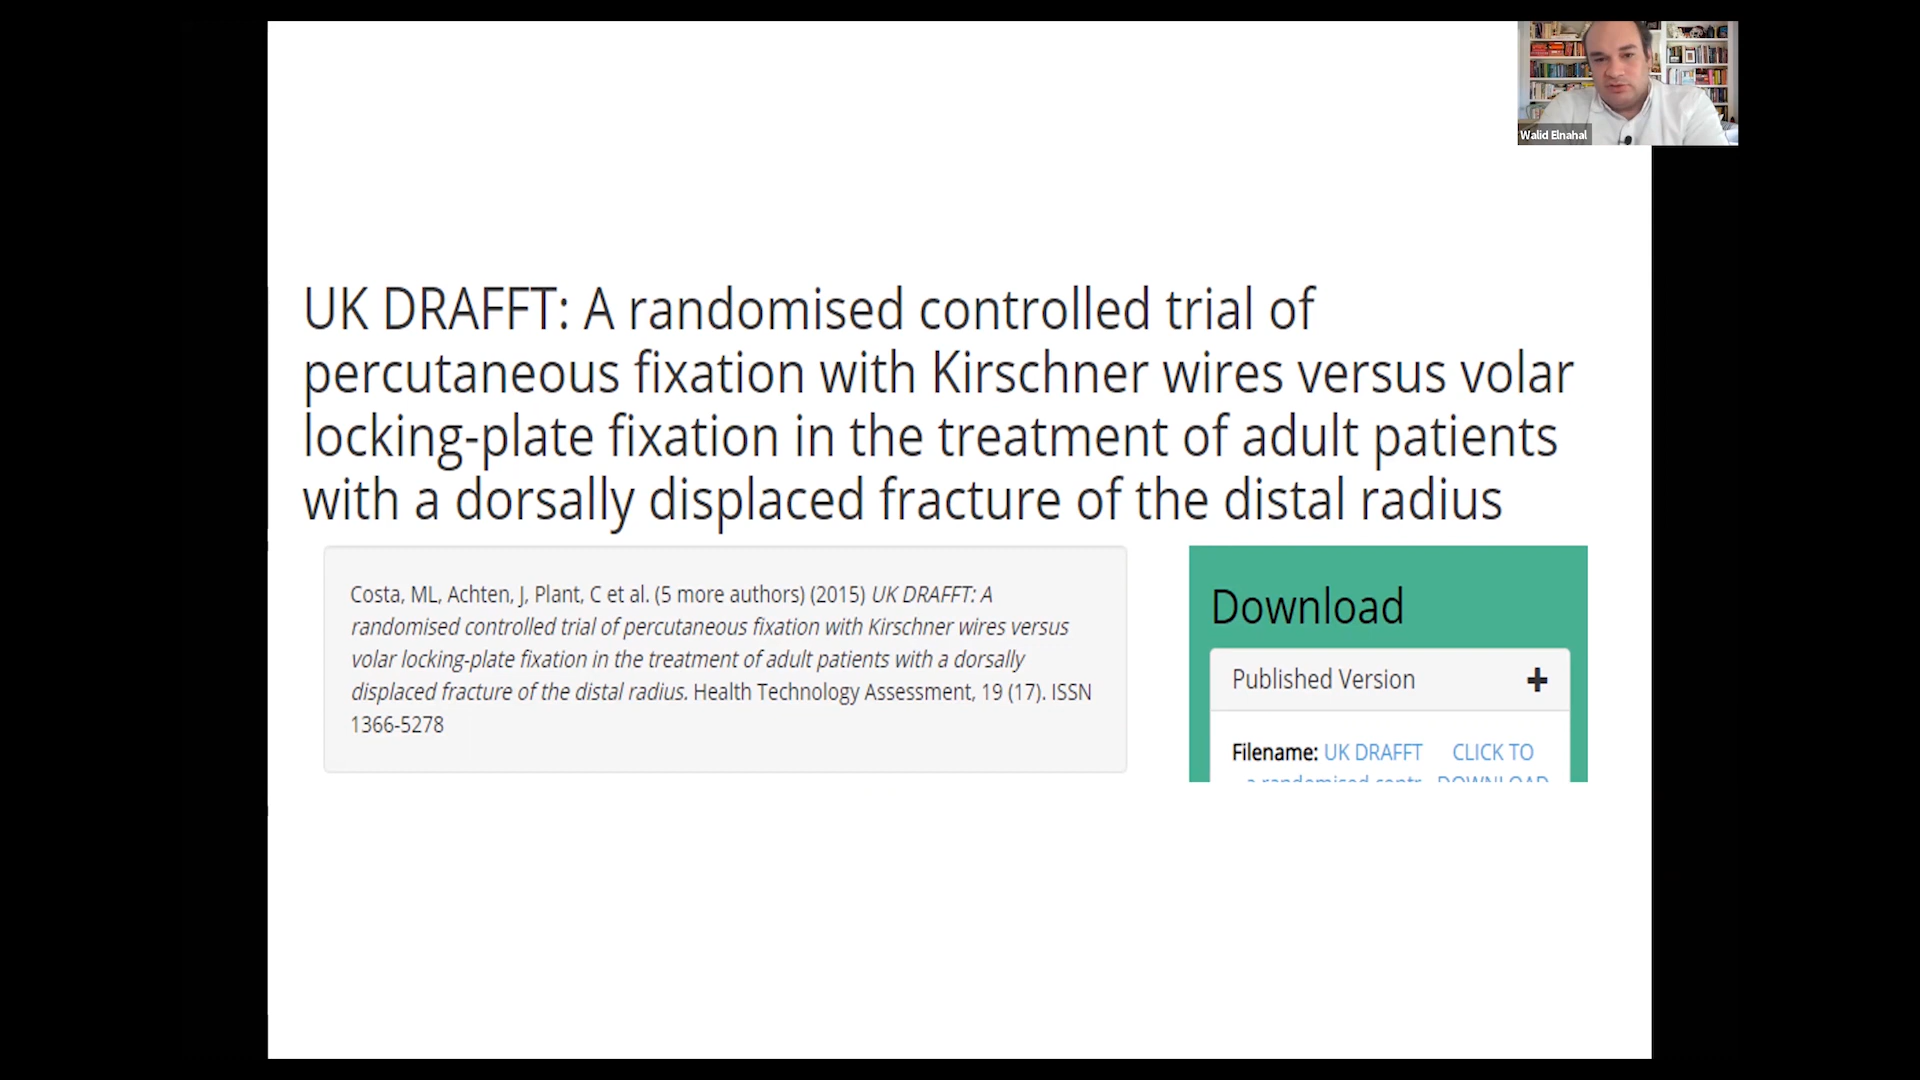 Walid Elnahal
UK DRAFFT: A randomised controlled trial of
percutaneous fixation with Kirschner wires versus volar
locking-plate fixation in the treatment of adult patients
with a dorsally displaced fracture of the distal radius
Costa, ML, Achten, J, Plant, C et al. (5 more authors) (2015) UK DRAFFT: A
randomised controlled trial of percutaneous fixation with Kirschner wires versus
volar locking-plate fixation in the treatment of adult patients with a dorsally
displaced fracture of the distal radius. Health Technology Assessment, 19 (17). ISSN
1366-5278
Download
Published Version +
Filename: UK DRAFFT CLICK TO
a randomised contr DOWNLOAD